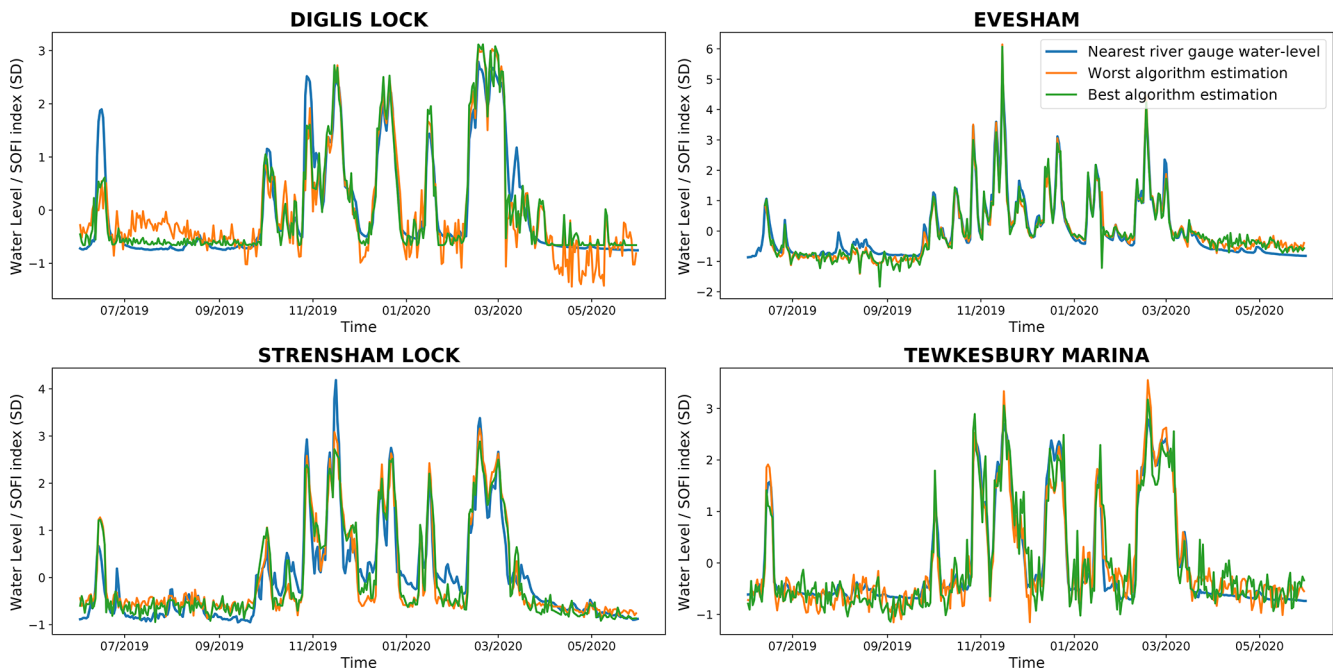 DIGLIS LOCK
Water Level / SOFI index (SD)
3
2
1
0
−1
07/2019 09/2019 11/2019 01/2020 03/2020 05/2020
Time
EVESHAM
Water Level / SOFI index (SD)
6
5
4
3
2
1
0
−1
−2
Nearest river gauge water-level
Worst algorithm estimation
Best algorithm estimation
07/2019 09/2019 11/2019 01/2020 03/2020 05/2020
Time
STRENSHAM LOCK
Water Level / SOFI index (SD)
4
3
2
1
0
−1
07/2019 09/2019 11/2019 01/2020 03/2020 05/2020
Time
TEWKESBURY MARINA
Water Level / SOFI index (SD)
3
2
1
0
−1
07/2019 09/2019 11/2019 01/2020 03/2020 05/2020
Time